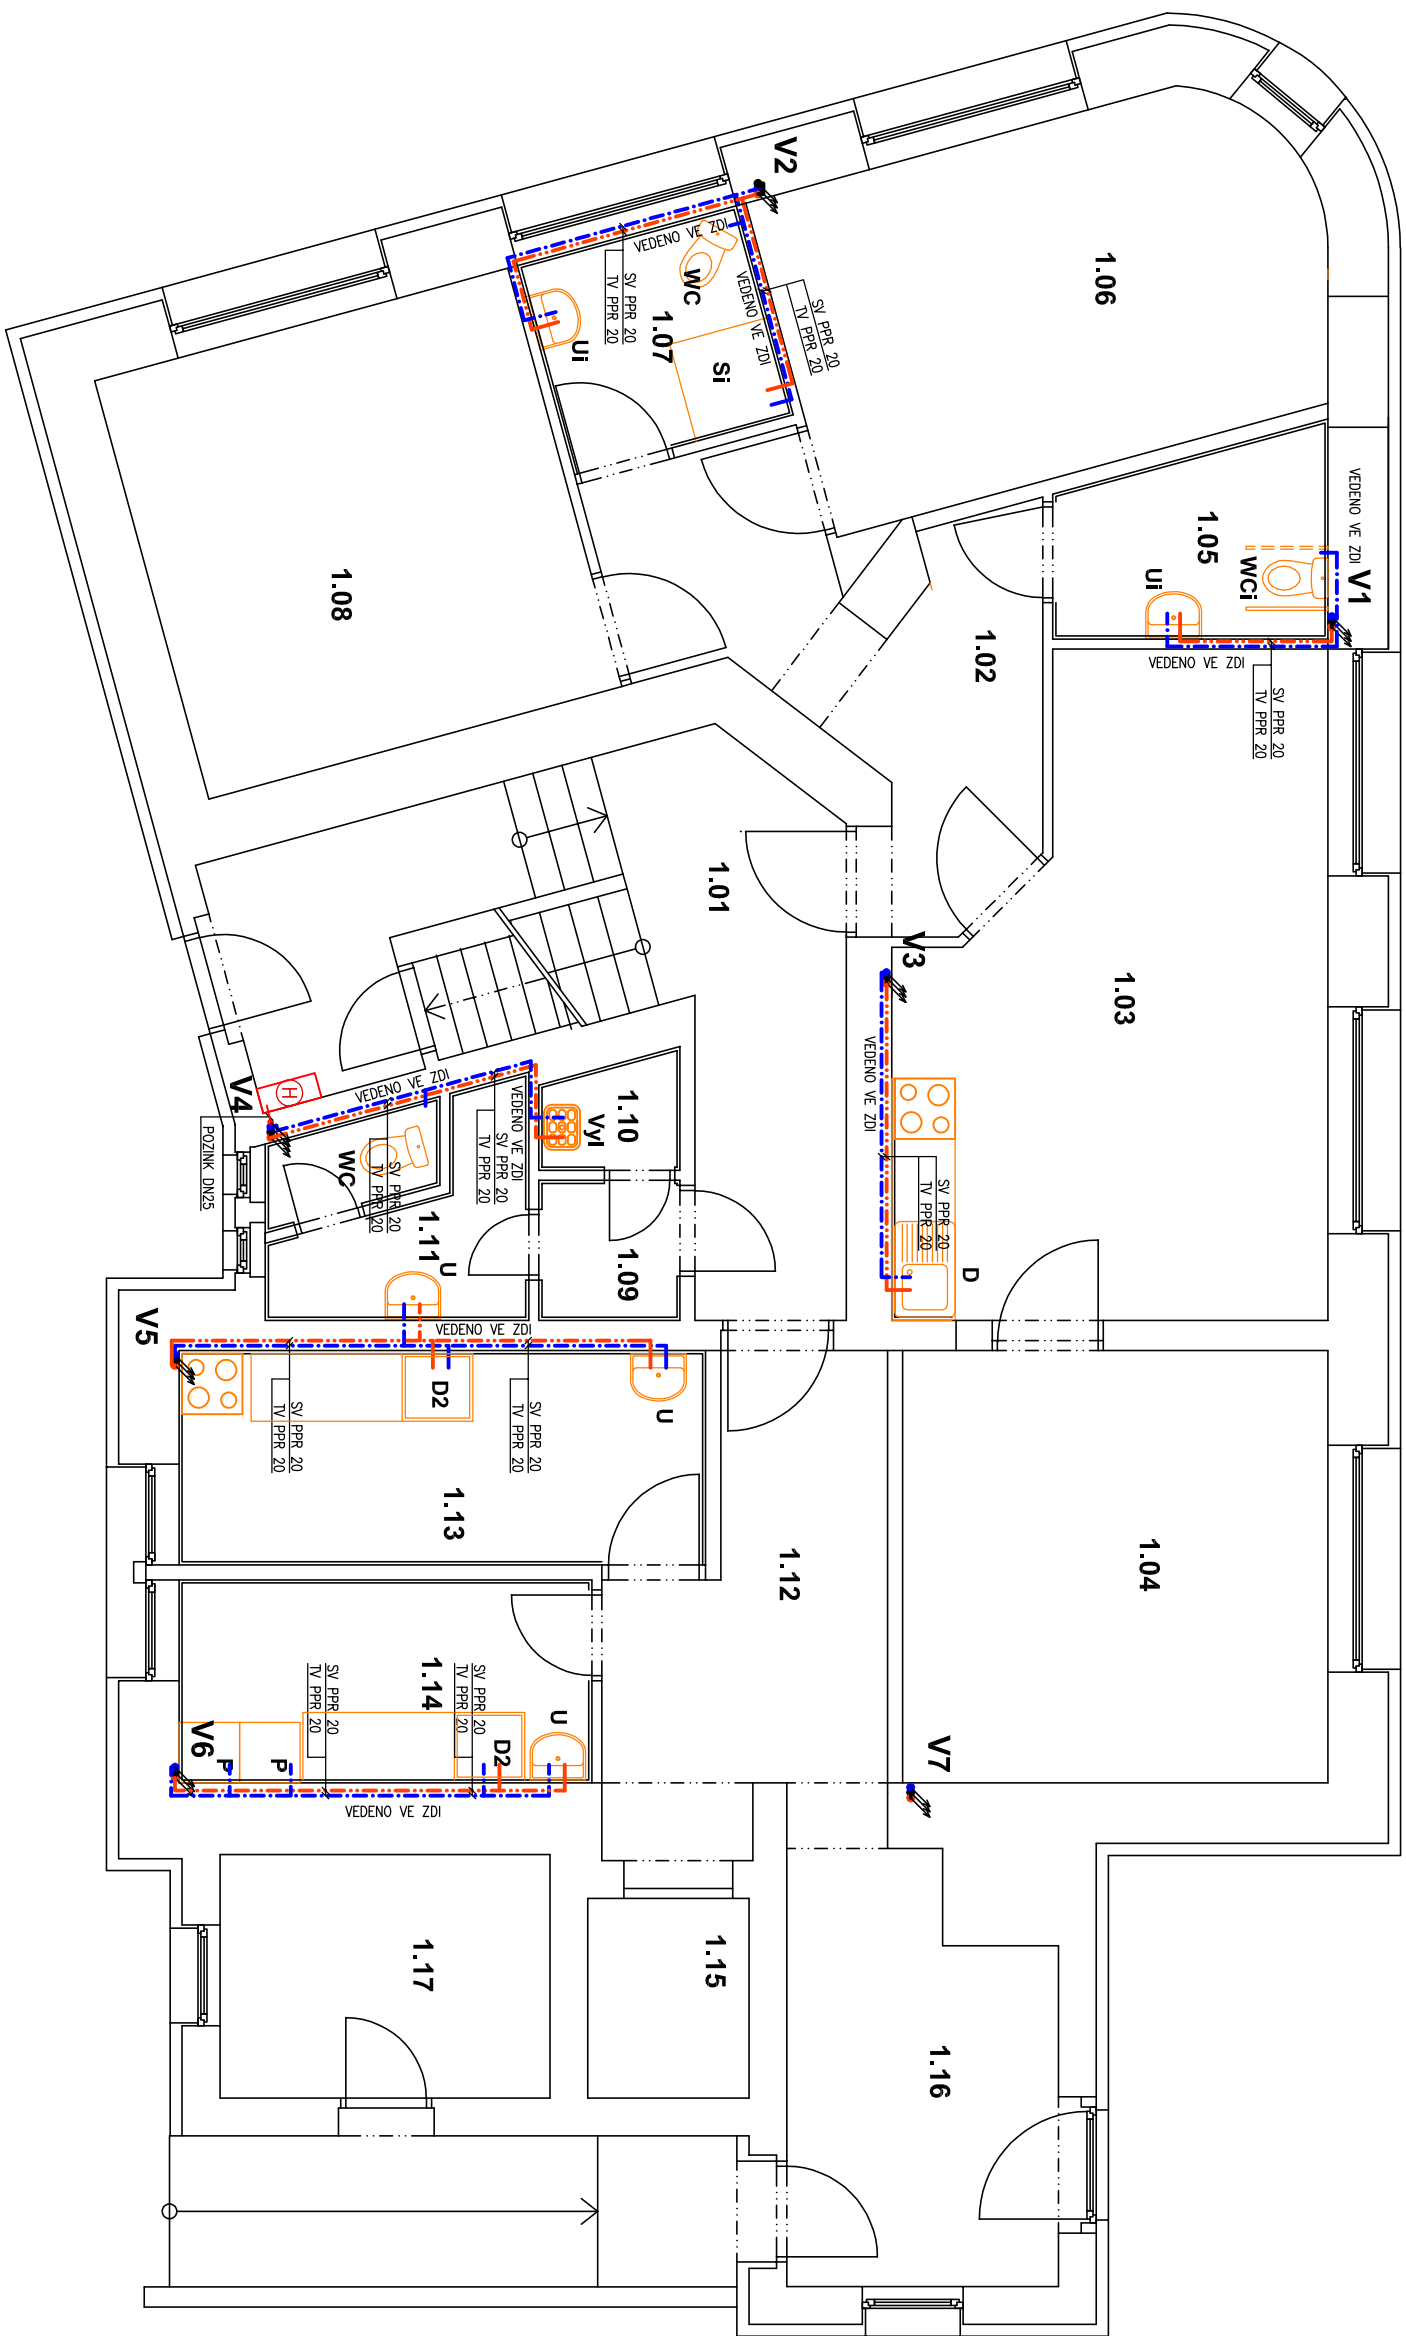 V2
VEDENO VE ZDI
WC
VEDENO VE ZDI
SV PPR 20
TV PPR 20
1.07
Si
Ui
SV PPR 20
TV PPR 20
1.06
1.05
WCi
Ui
VEDENO VE ZDI
V1
VEDENO VE ZDI
SV PPR 20
TV PPR 20
1.08
1.02
1.01
1.03
V3
VEDENO VE ZDI
SV PPR 20
TV PPR 20
D
V4
H
POZINK DN25
VEDENO VE ZDI
WC
SV PPR 20
TV PPR 20
VEDENO VE ZDI
SV PPR 20
TV PPR 20
1.10
Vyl
1.11
U
1.09
VEDENO VE ZDI
V5
D2
U
SV PPR 20
TV PPR 20
SV PPR 20
TV PPR 20
1.13
1.12
1.04
1.14
SV PPR 20
TV PPR 20
SV PPR 20
TV PPR 20
U
D2
P
P
V6
VEDENO VE ZDI
V7
1.17
1.15
1.16